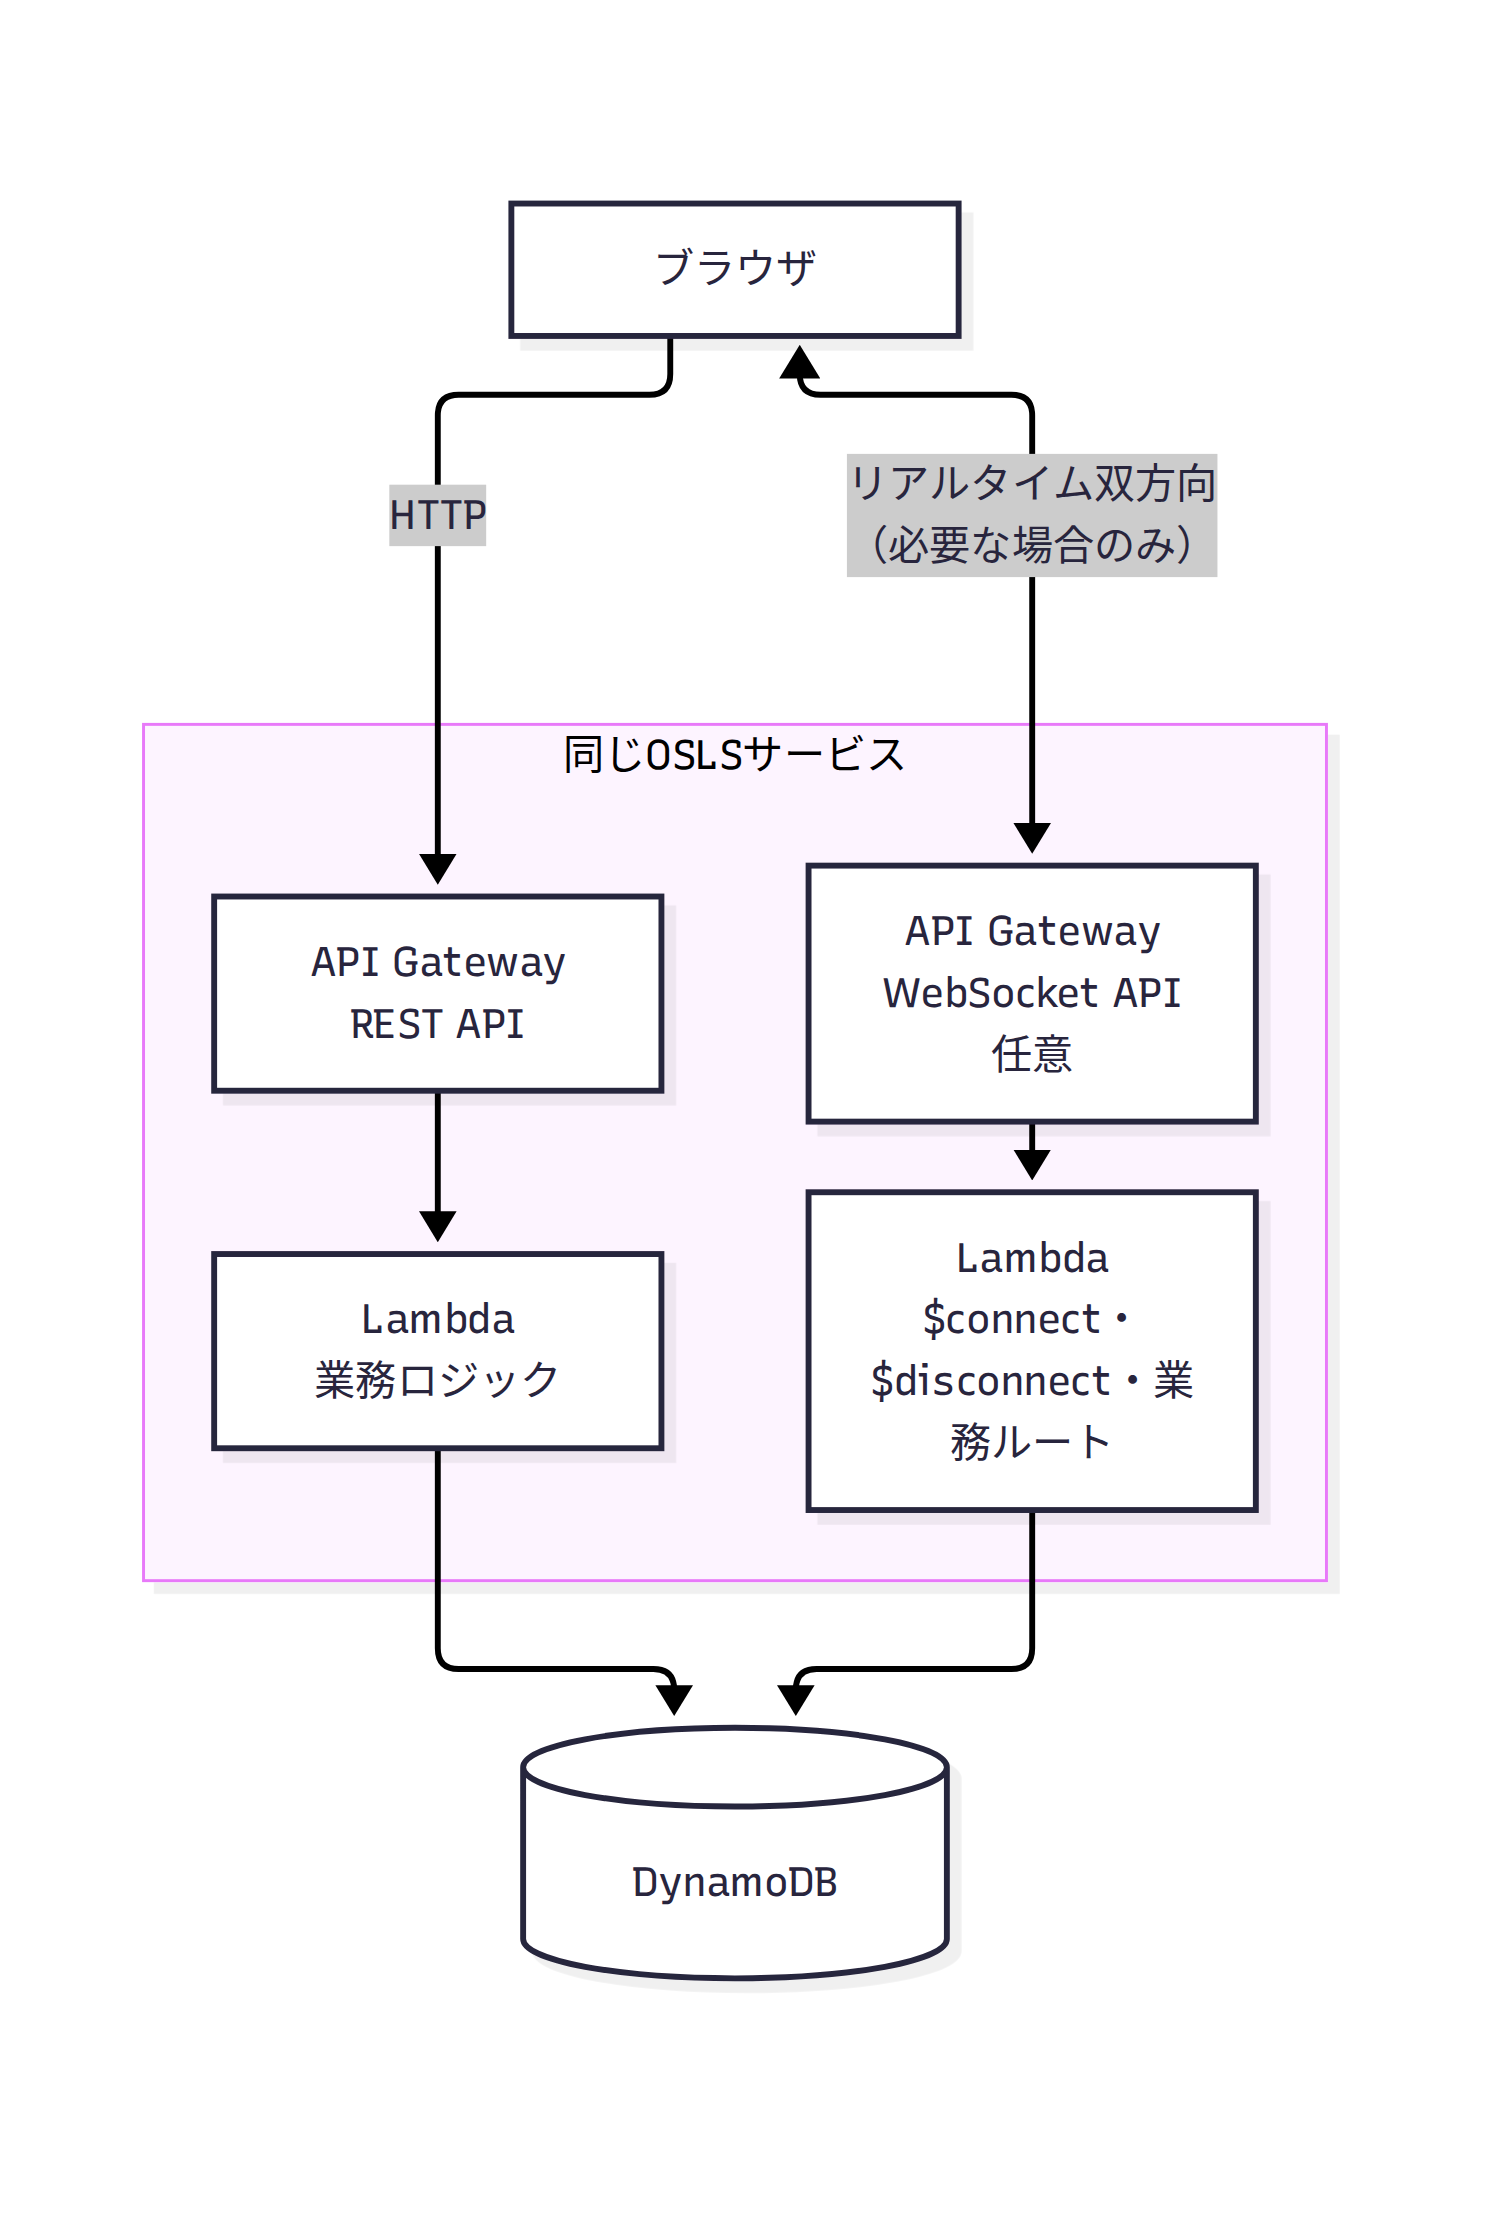 ブラウザ
HTTP
リアルタイム双方向
（必要な場合のみ）
同じOSLSサービス
API Gateway
REST API
API Gateway
WebSocket API
任意
Lambda
業務ロジック
Lambda
$connect・
$disconnect・業
務ルート
DynamoDB